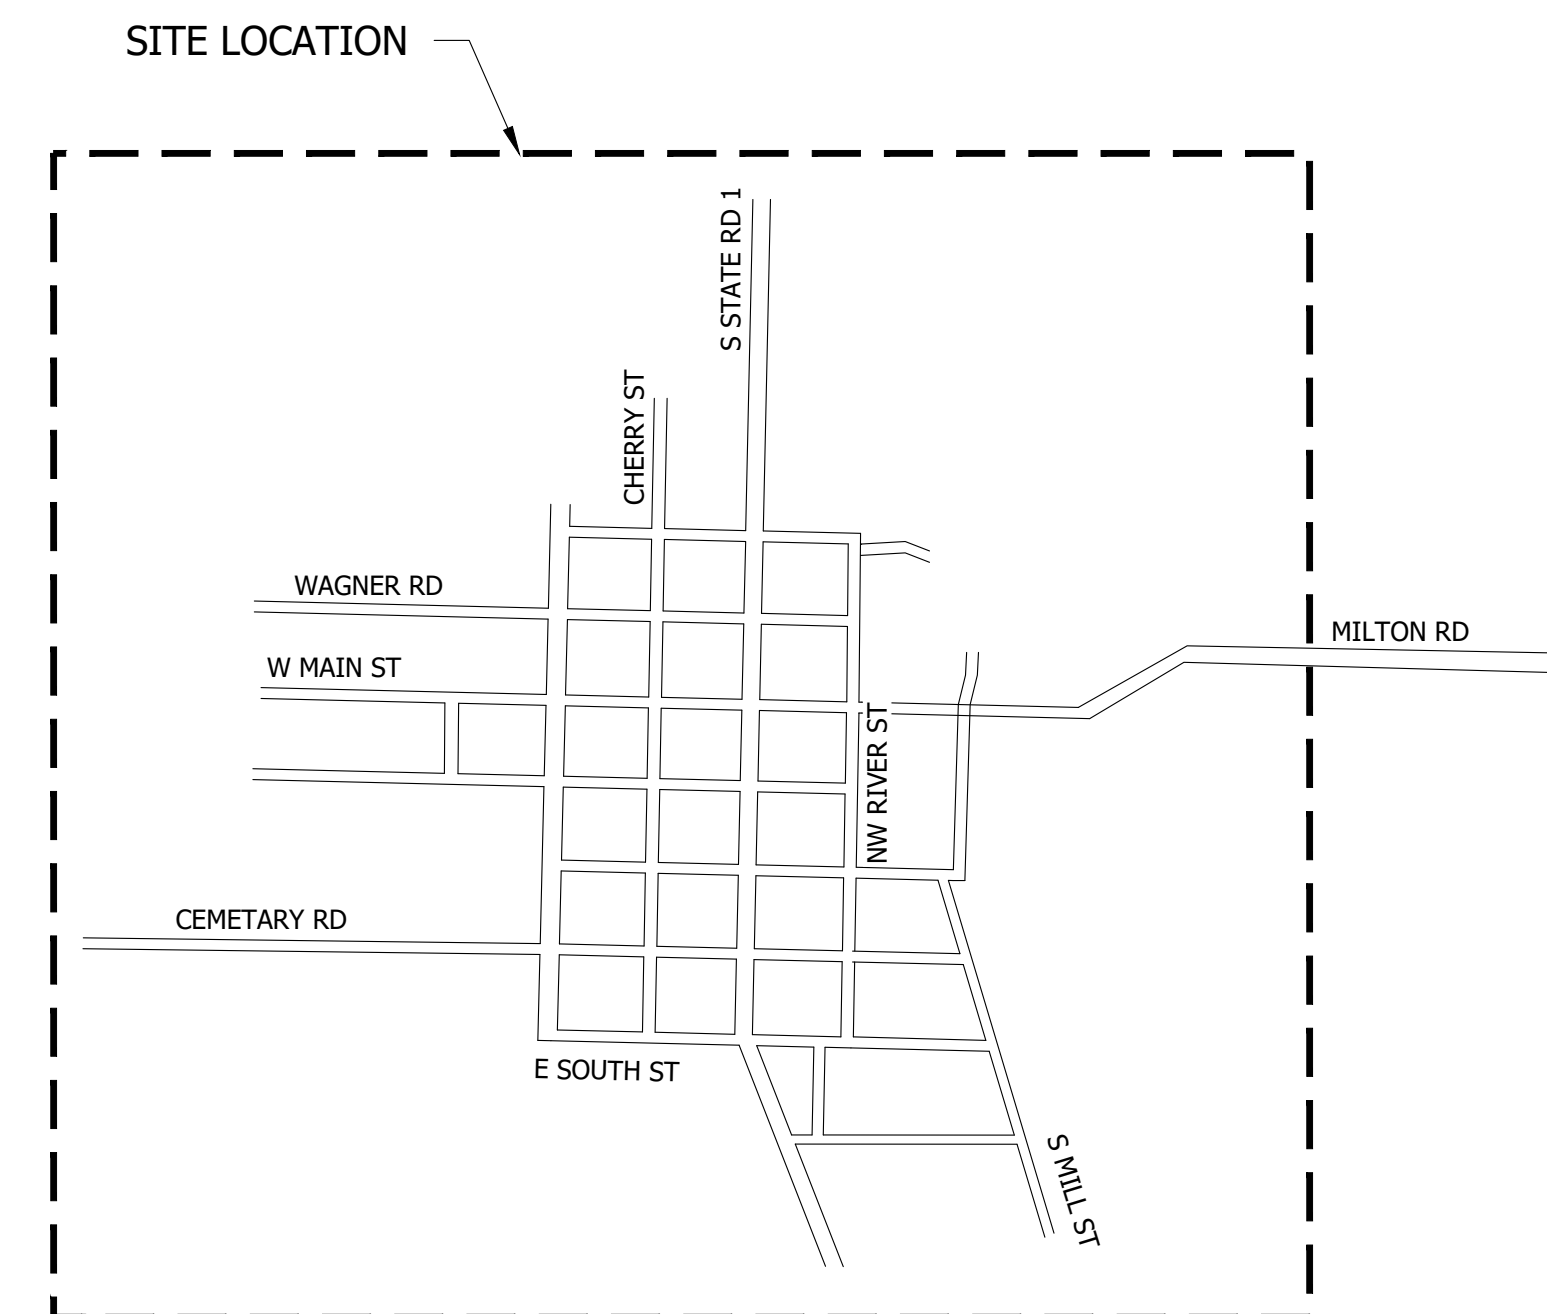 SITE LOCATION
S STATE RD 1
CHERRY ST
WAGNER RD
MILTON RD
W MAIN ST
NW RIVER ST
CEMETARY RD
E SOUTH ST
S MILL ST